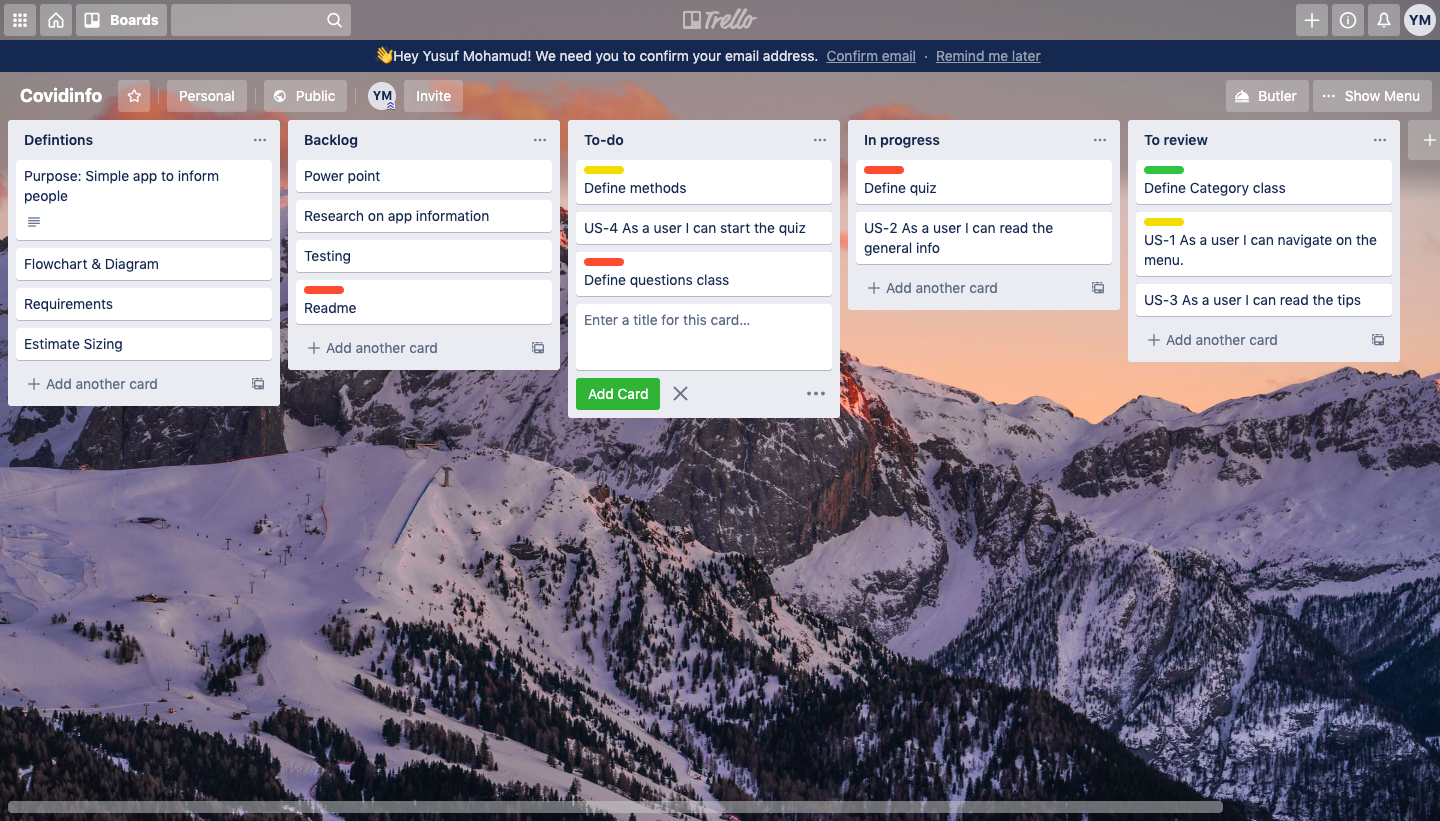 Boards
Trello
YM
👋Hey Yusuf Mohamud! We need you to confirm your email address. Confirm email · Remind me later
Covidinfo
Personal
Public
YM
Invite
Butler
··· Show Menu
Defintions ···
Purpose: Simple app to inform
people
Flowchart & Diagram
Requirements
Estimate Sizing
+ Add another card
Backlog ···
Power point
Research on app information
Testing
Readme
+ Add another card
To-do ···
Define methods
US-4 As a user I can start the quiz
Define questions class
Enter a title for this card...
Add Card
In progress ···
Define quiz
US-2 As a user I can read the
general info
+ Add another card
To review ···
Define Category class
US-1 As a user I can navigate on the
menu.
US-3 As a user I can read the tips
+ Add another card